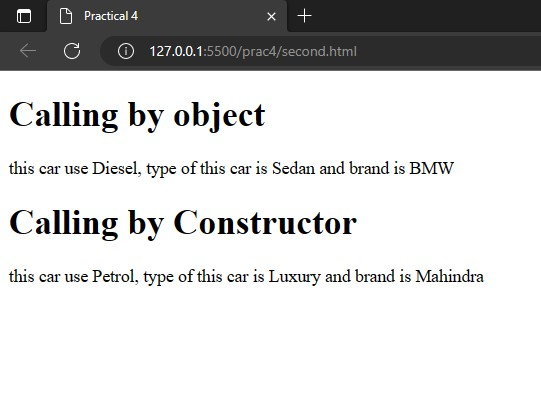 Practical 4
127.0.0.1:5500/prac4/second.html
Calling by object
this car use Diesel, type of this car is Sedan and brand is BMW
Calling by Constructor
this car use Petrol, type of this car is Luxury and brand is Mahindra